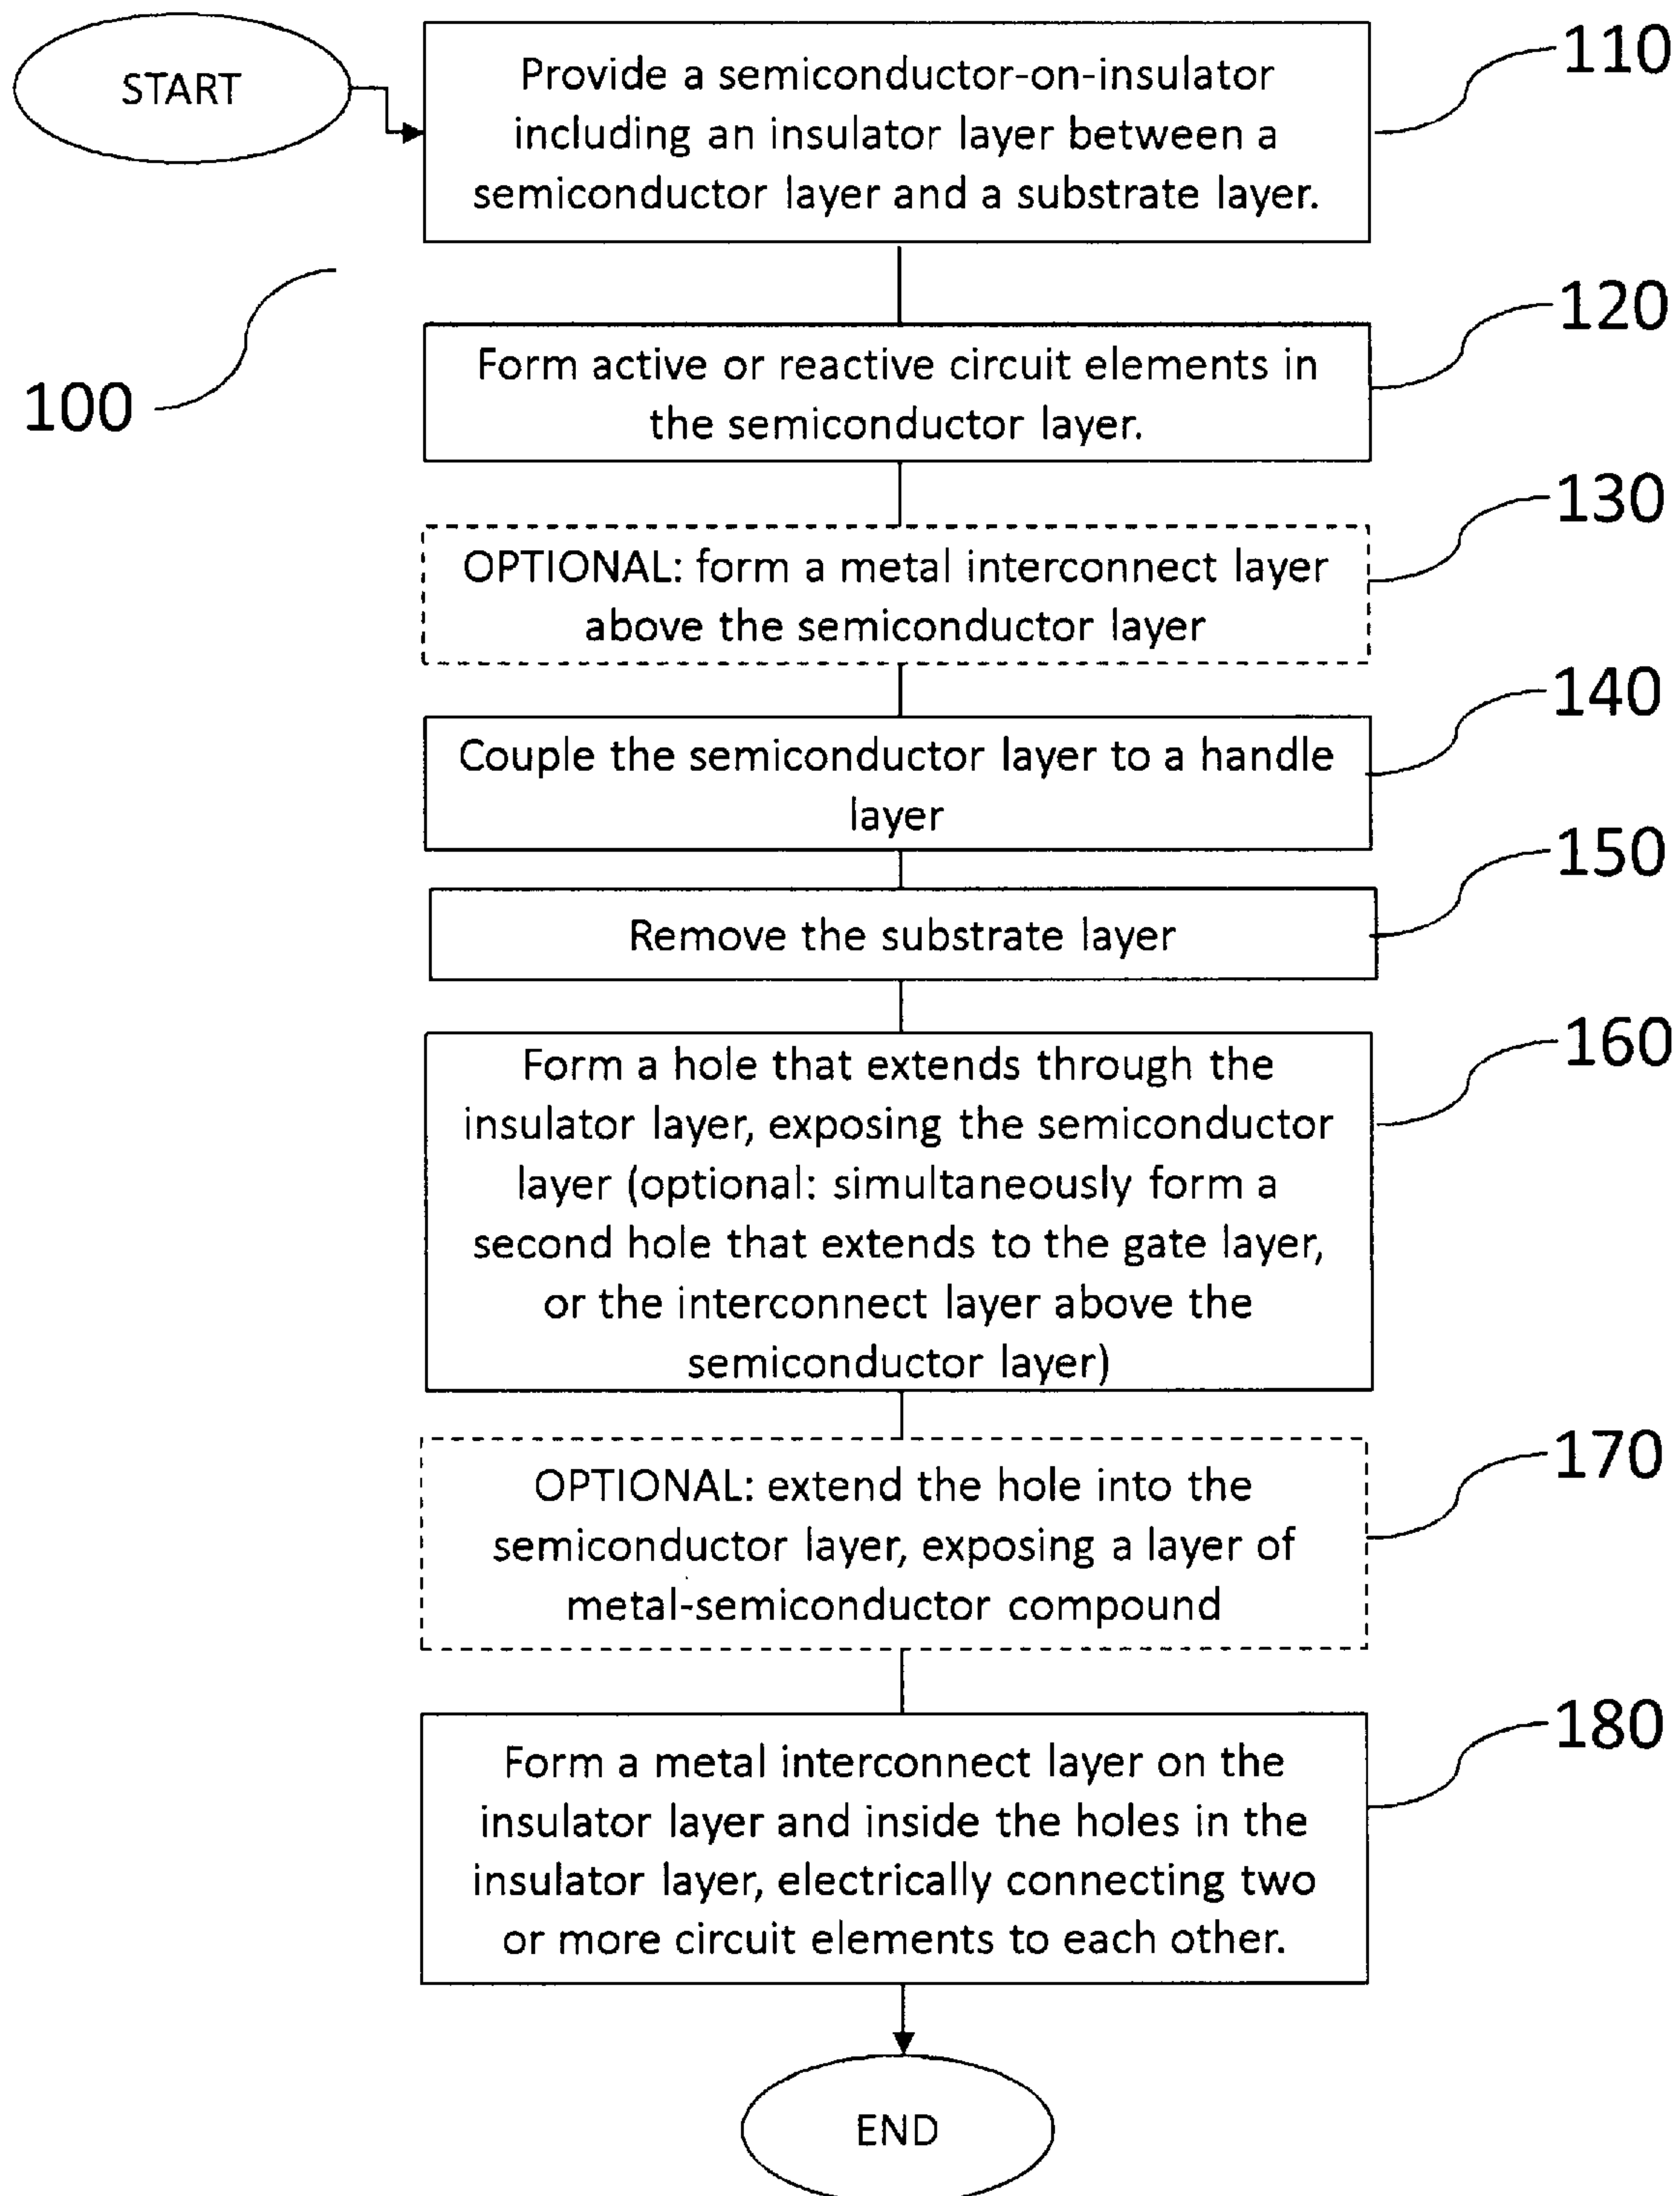 START
Provide a semiconductor-on-insulator
including an insulator layer between a
semiconductor layer and a substrate layer.
110
100
Form active or reactive circuit elements in
the semiconductor layer.
120
OPTIONAL: form a metal interconnect layer
above the semiconductor layer
130
Couple the semiconductor layer to a handle
layer
140
Remove the substrate layer
150
Form a hole that extends through the
insulator layer, exposing the semiconductor
layer (optional: simultaneously form a
second hole that extends to the gate layer,
or the interconnect layer above the
semiconductor layer)
160
OPTIONAL: extend the hole into the
semiconductor layer, exposing a layer of
metal-semiconductor compound
170
Form a metal interconnect layer on the
insulator layer and inside the holes in the
insulator layer, electrically connecting two
or more circuit elements to each other.
180
END